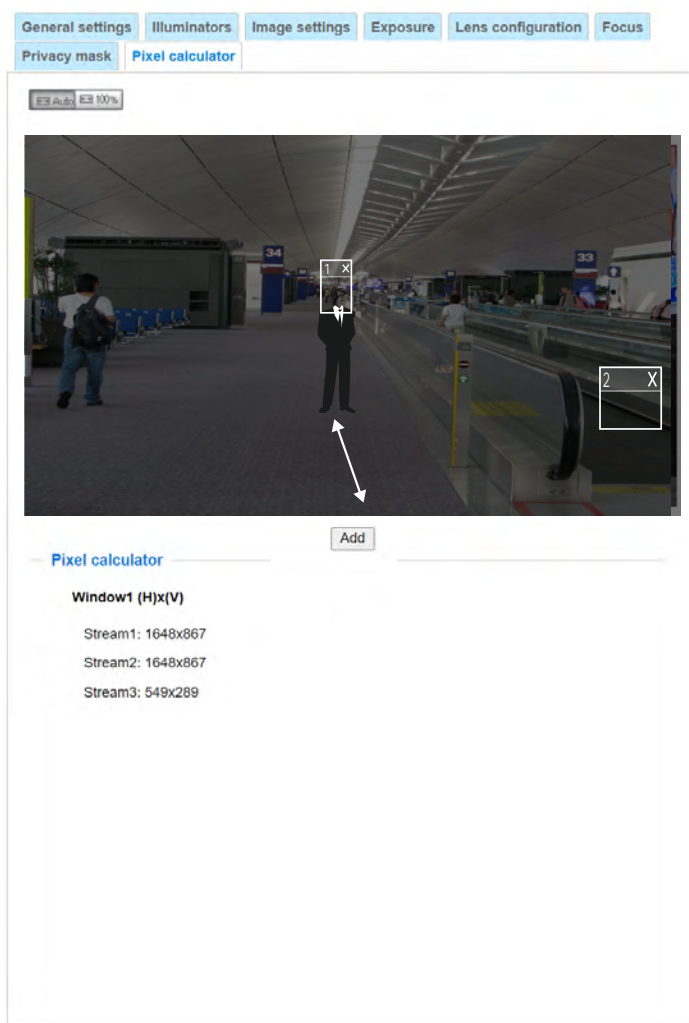 General settings Illuminators Image settings Exposure Lens configuration Focus
Privacy mask Pixel calculator
Auto 100%
34
33
1 X
2 X
Add
Pixel calculator
Window1 (H)x(V)
Stream1: 1648x867
Stream2: 1648x867
Stream3: 549x289